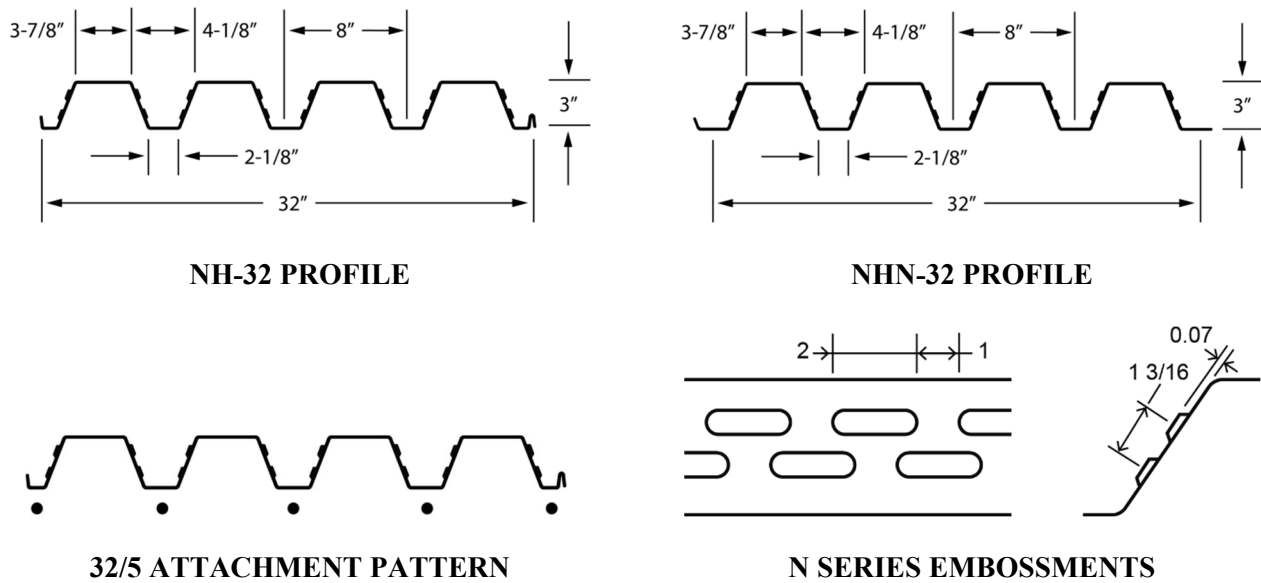 3-7/8″ 4-1/8″ 8″
3″
2-1/8″
32″
NH-32 PROFILE
3-7/8″ 4-1/8″ 8″
3″
2-1/8″
32″
NHN-32 PROFILE
32/5 ATTACHMENT PATTERN
2 1
0.07
1 3/16
N SERIES EMBOSSMENTS